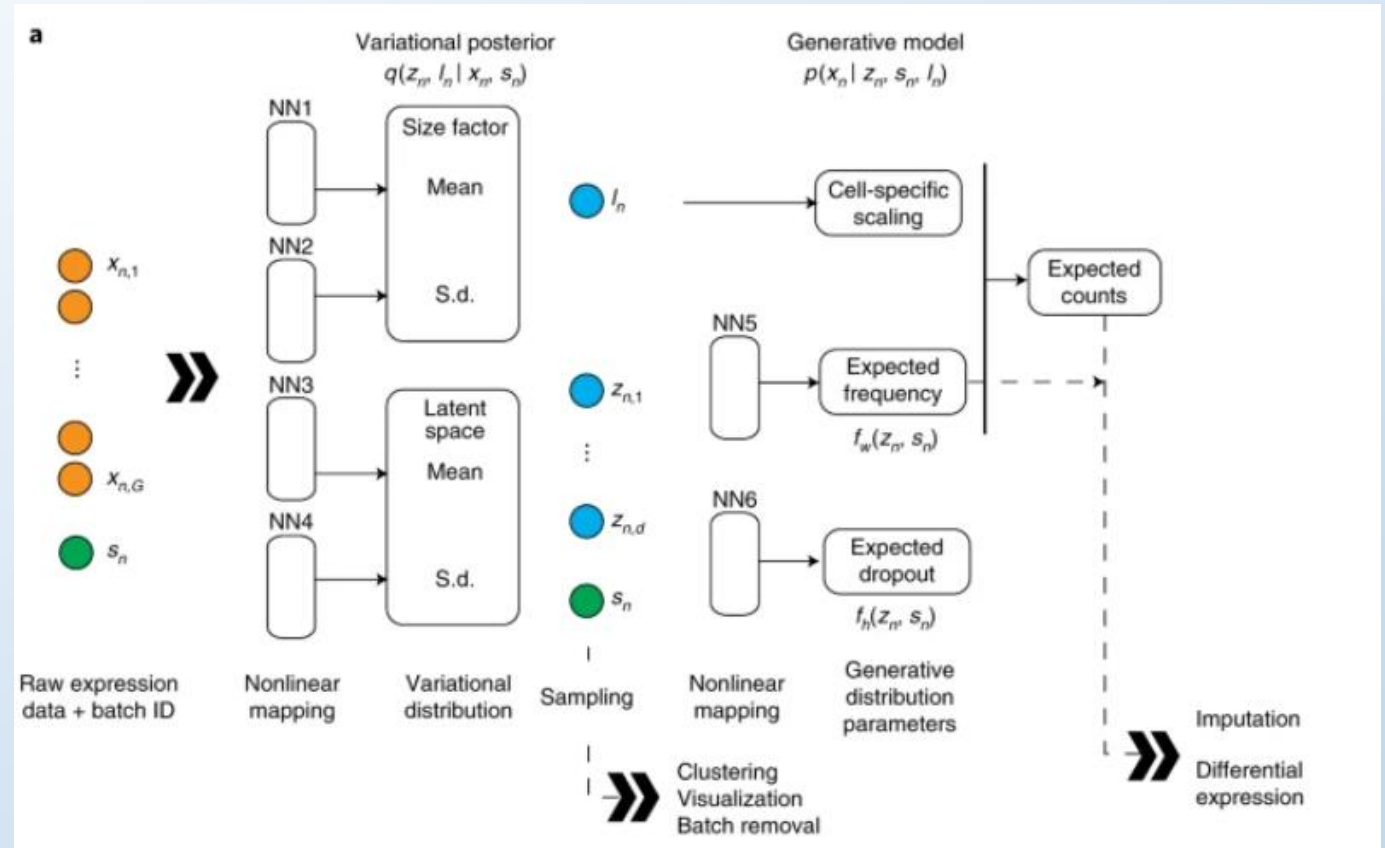 a
Variational posterior
q(zₙ, lₙ | xₙ, sₙ)
Generative model
p(xₙ | zₙ, sₙ, lₙ)
NN1
Size factor
Mean
NN2
S.d.
NN3
Latent
space
Mean
NN4
S.d.
xₙ,₁
⋮
xₙ,G
sₙ
lₙ
zₙ,₁
⋮
zₙ,d
sₙ
Cell-specific
scaling
NN5
Expected
frequency
f_w(zₙ, sₙ)
NN6
Expected
dropout
f_h(zₙ, sₙ)
Expected
counts
Raw expression
data + batch ID
Nonlinear
mapping
Variational
distribution
Sampling
Nonlinear
mapping
Generative
distribution
parameters
Clustering
Visualization
Batch removal
Imputation
Differential
expression